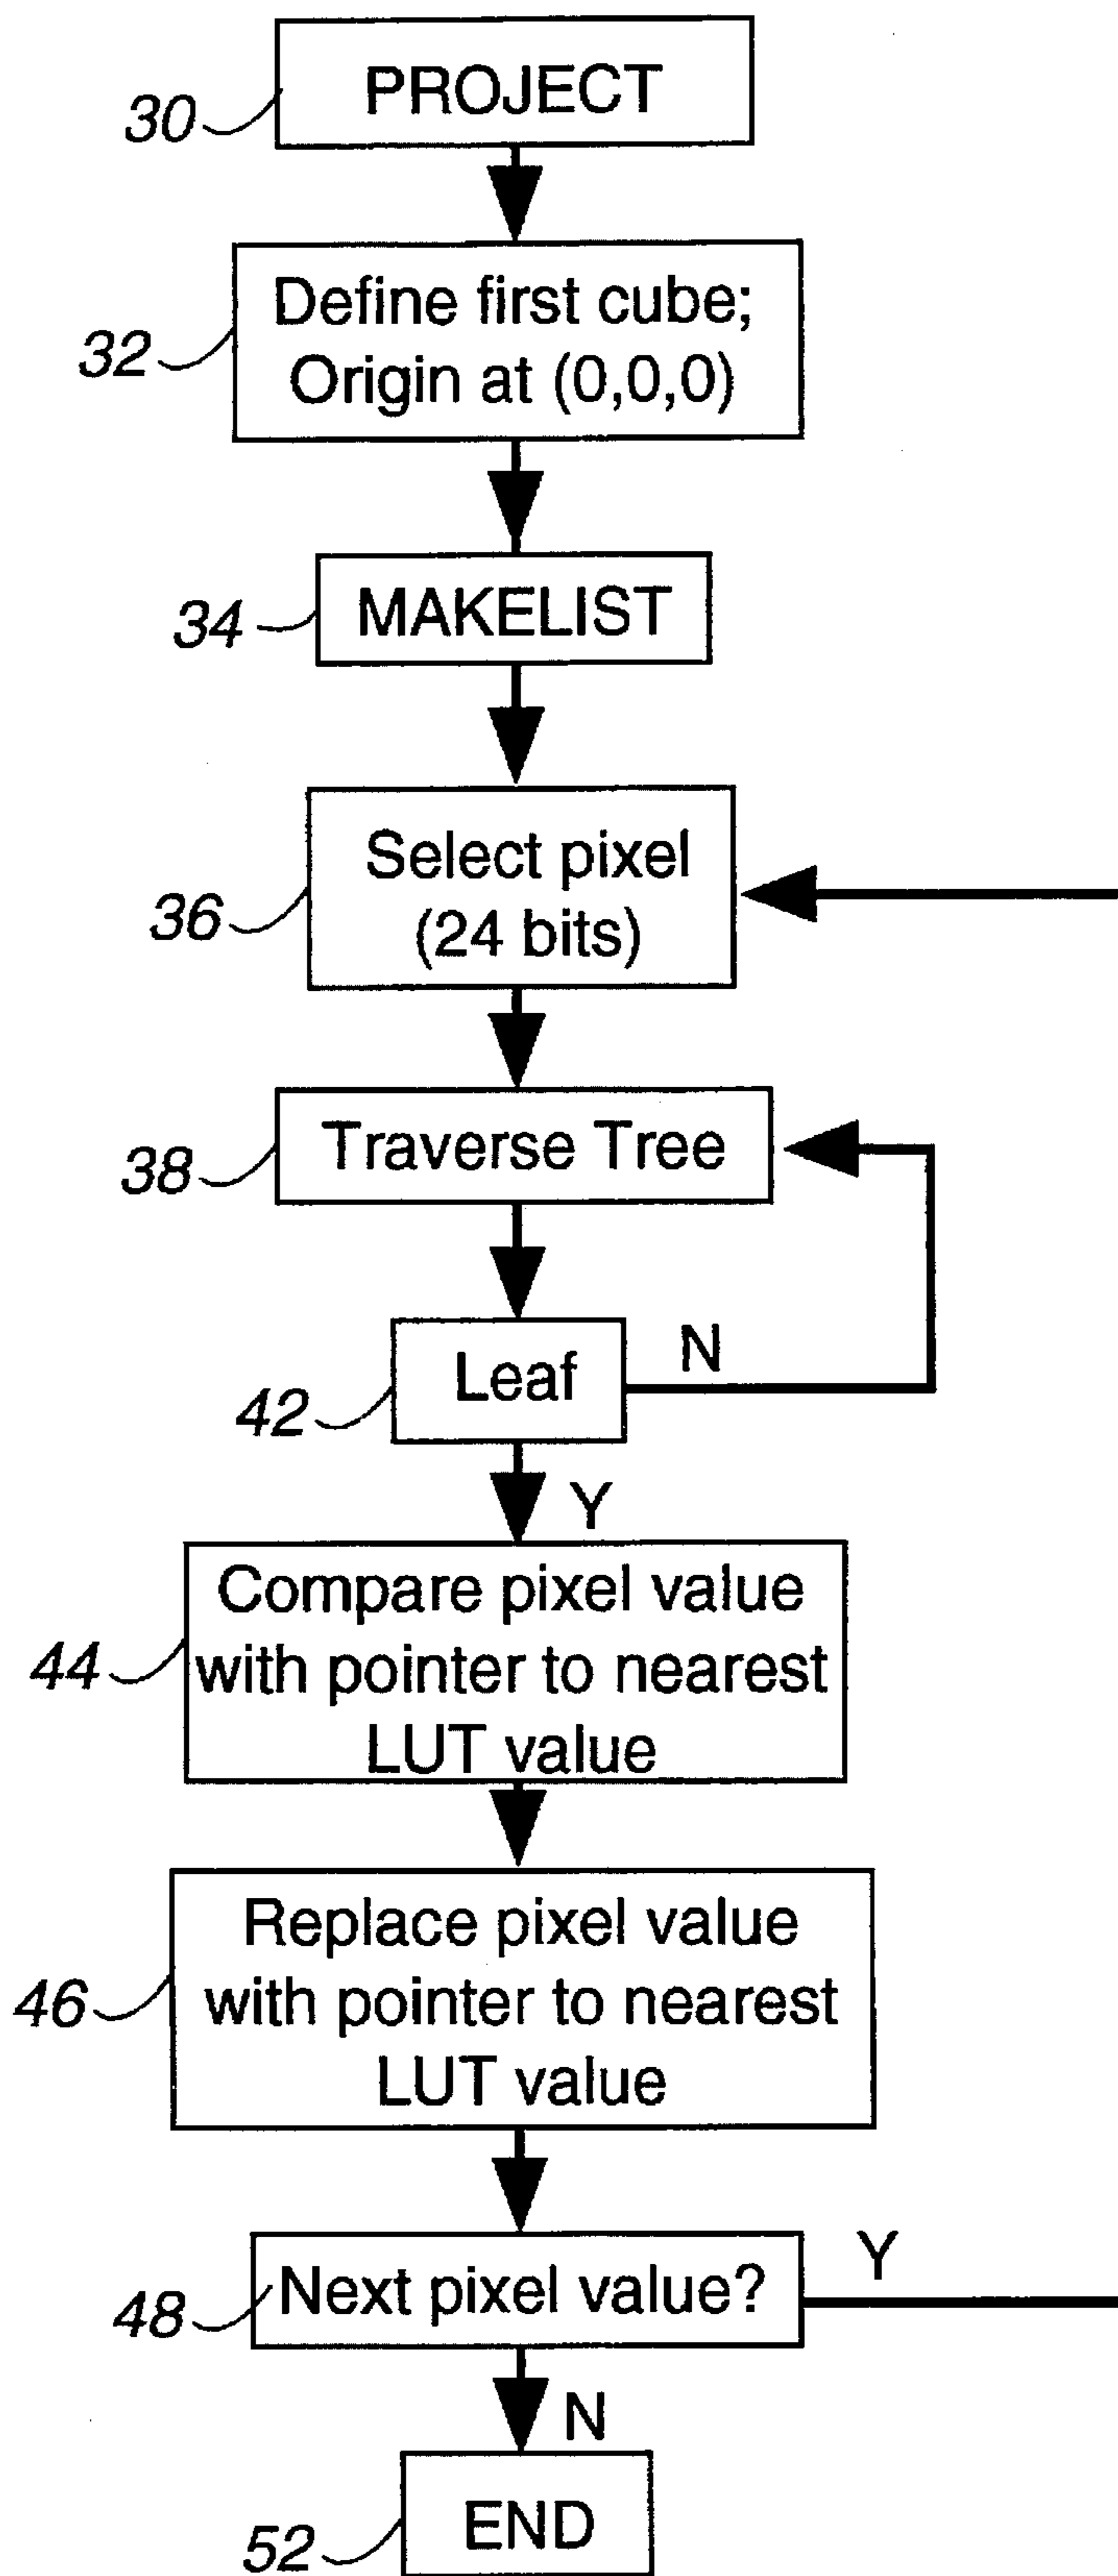 30
PROJECT
32
Define first cube;
Origin at (0,0,0)
34
MAKELIST
36
Select pixel
(24 bits)
38
Traverse Tree
42
Leaf
N
Y
44
Compare pixel value
with pointer to nearest
LUT value
46
Replace pixel value
with pointer to nearest
LUT value
48
Next pixel value?
Y
N
52
END